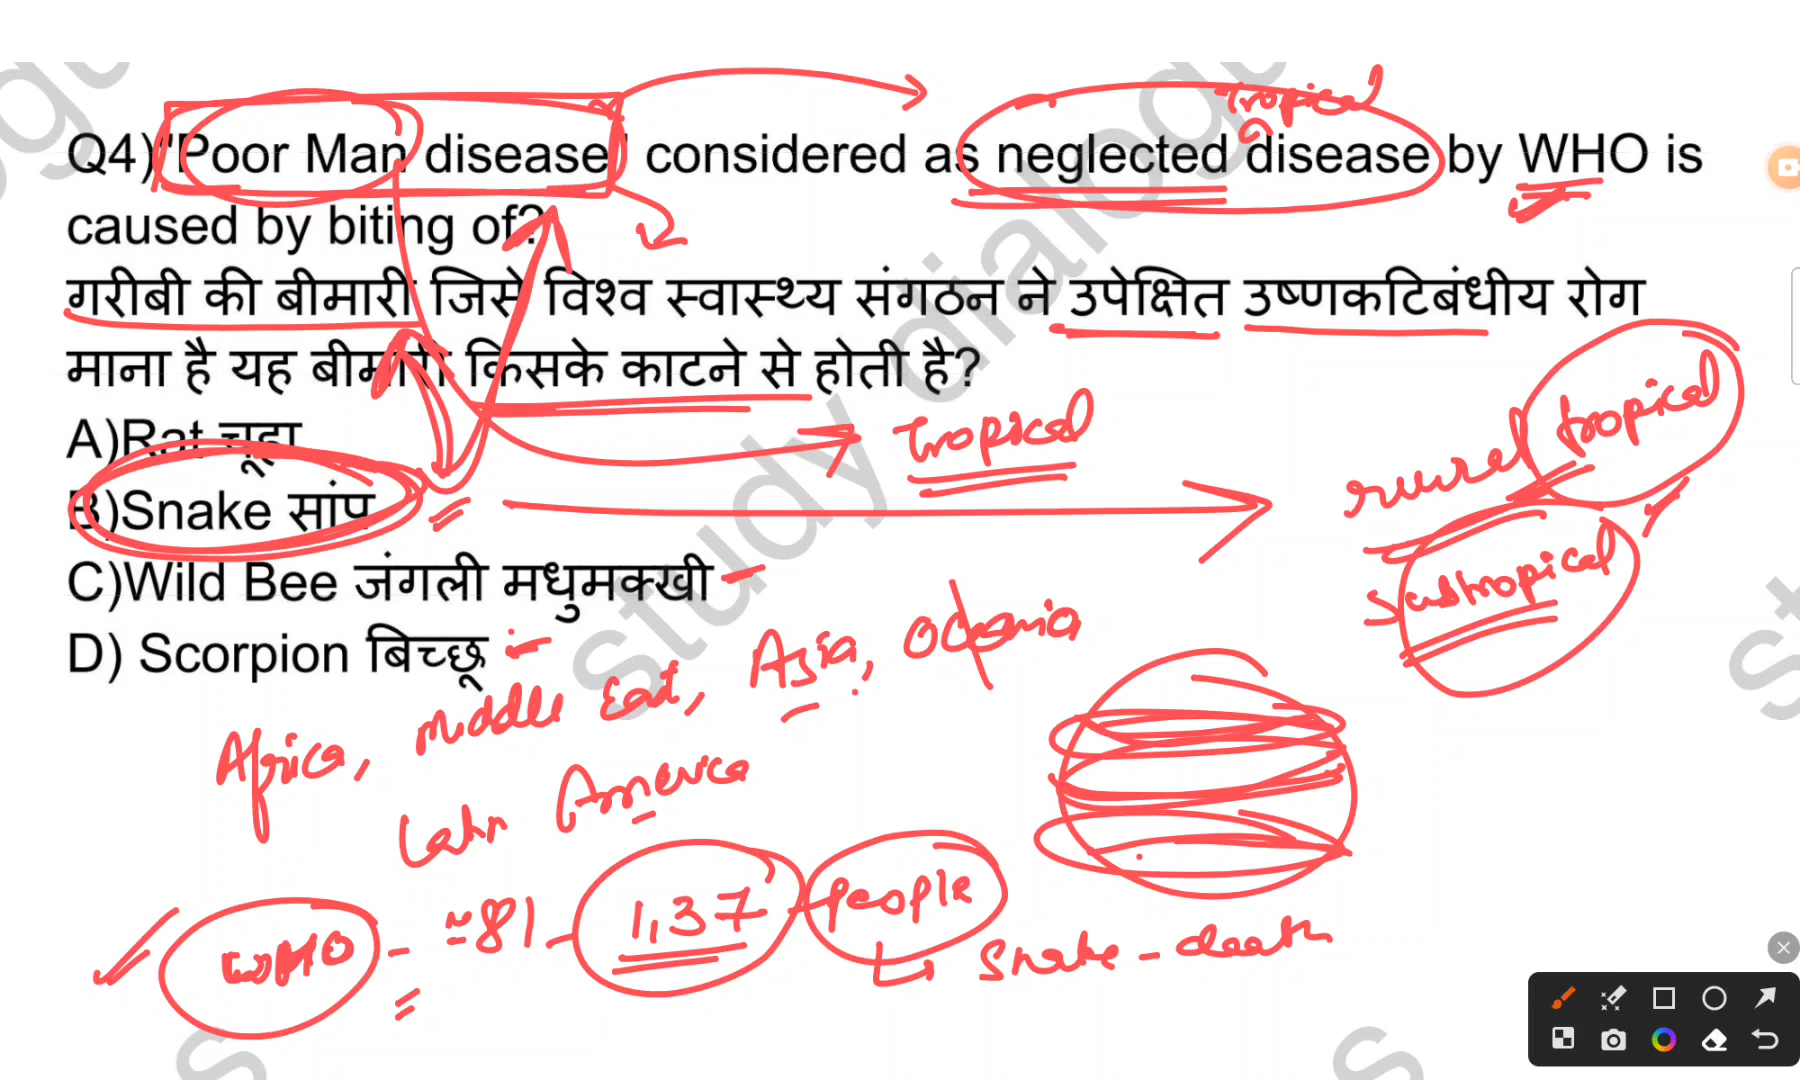 Tropical
Q4)'Poor Man disease' considered as neglected disease by WHO is
caused by biting of?
गरीबी की बीमारी जिसे विश्व स्वास्थ्य संगठन ने उपेक्षित उष्णकटिबंधीय रोग
माना है यह बीमारी किसके काटने से होती है?
A)Rat चूहा
Tropical
rural tropical
B)Snake सांप
subtropical
C)Wild Bee जंगली मधुमक्खी
D) Scorpion बिच्छू
Africa, Middle East, Asia,
Latin America
WHO - ≈81 - 1,37 people
Snake-death
study dialogu